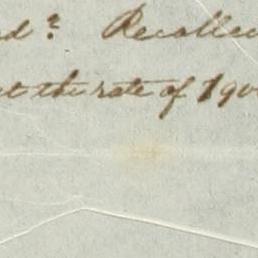 d? Recollec
at the rate of 190